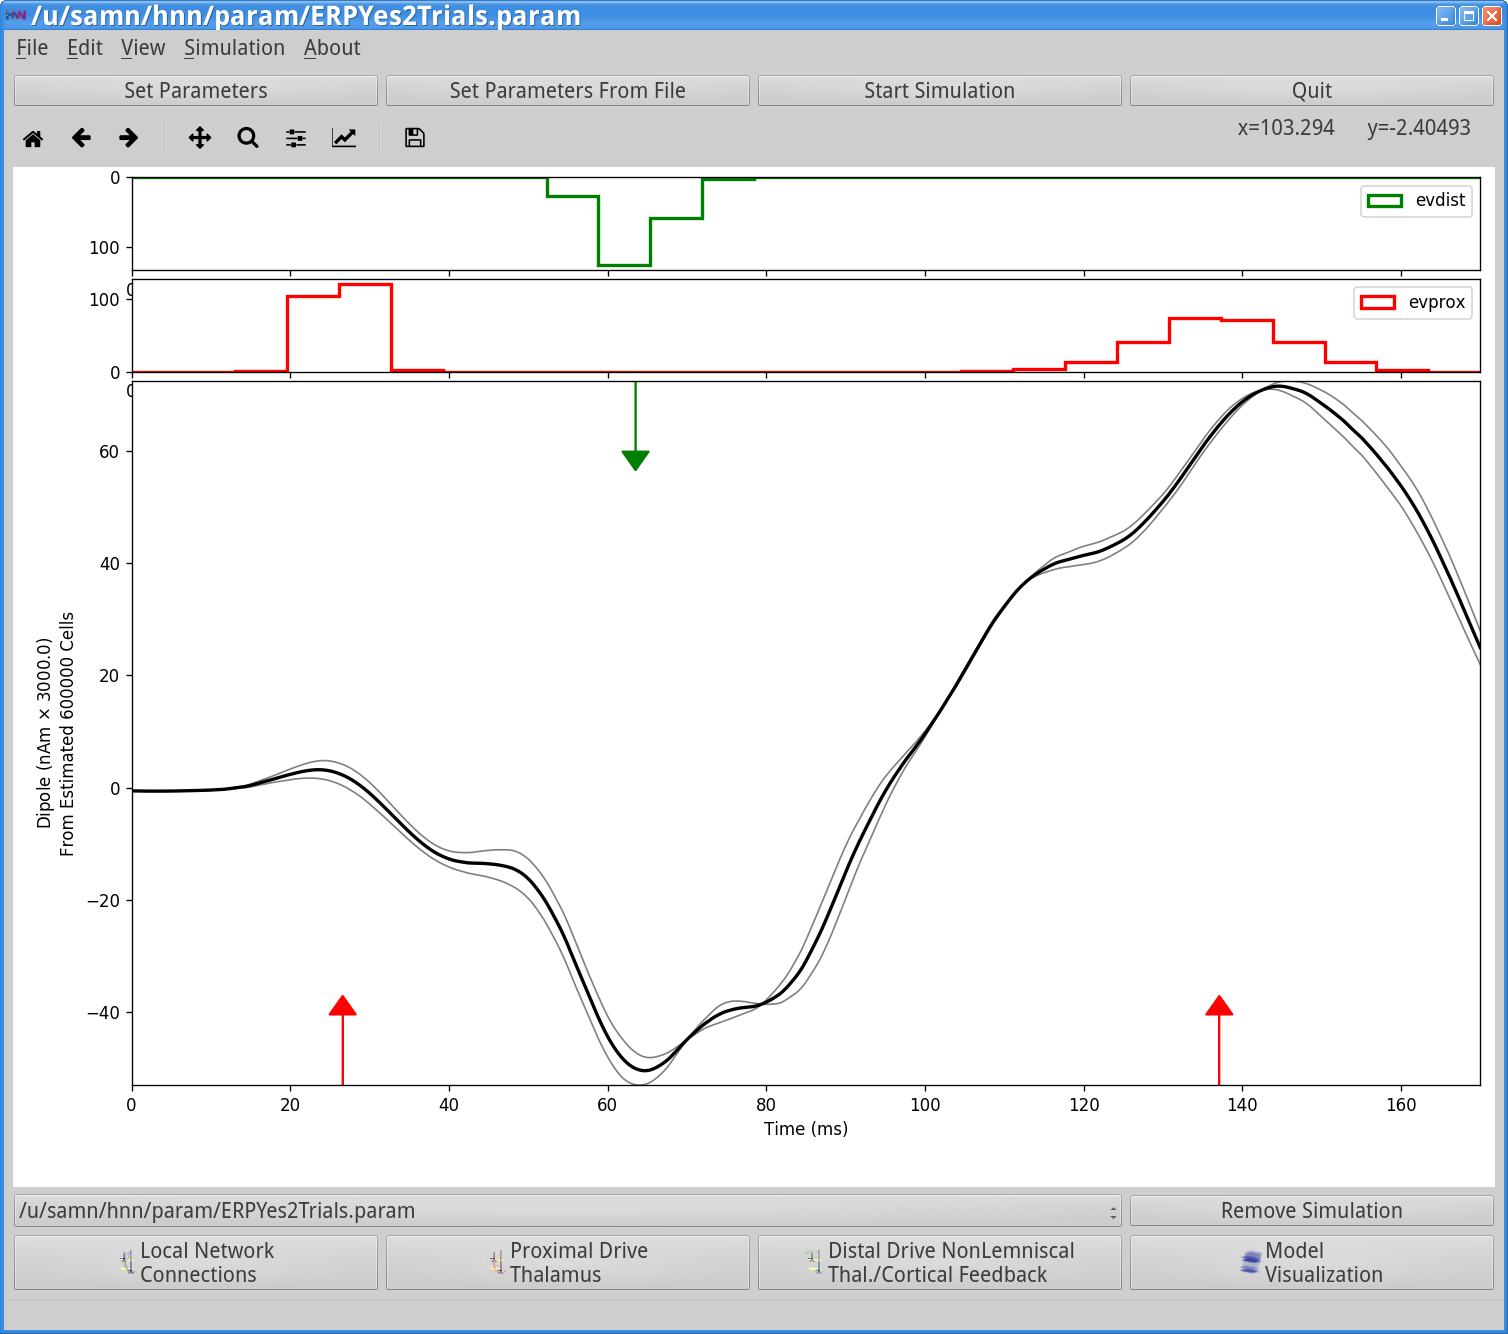 HNN /u/samn/hnn/param/ERPYes2Trials.param
File Edit View Simulation About
Set Parameters Set Parameters From File Start Simulation Quit
x=103.294 y=-2.40493
0
100
evdist
0
100
0
evprox
0
60
40
20
0
−20
−40
Dipole (nAm × 3000.0)
From Estimated 600000 Cells
0 20 40 60 80 100 120 140 160
Time (ms)
/u/samn/hnn/param/ERPYes2Trials.param Remove Simulation
Local Network
Connections
Proximal Drive
Thalamus
Distal Drive NonLemniscal
Thal./Cortical Feedback
Model
Visualization